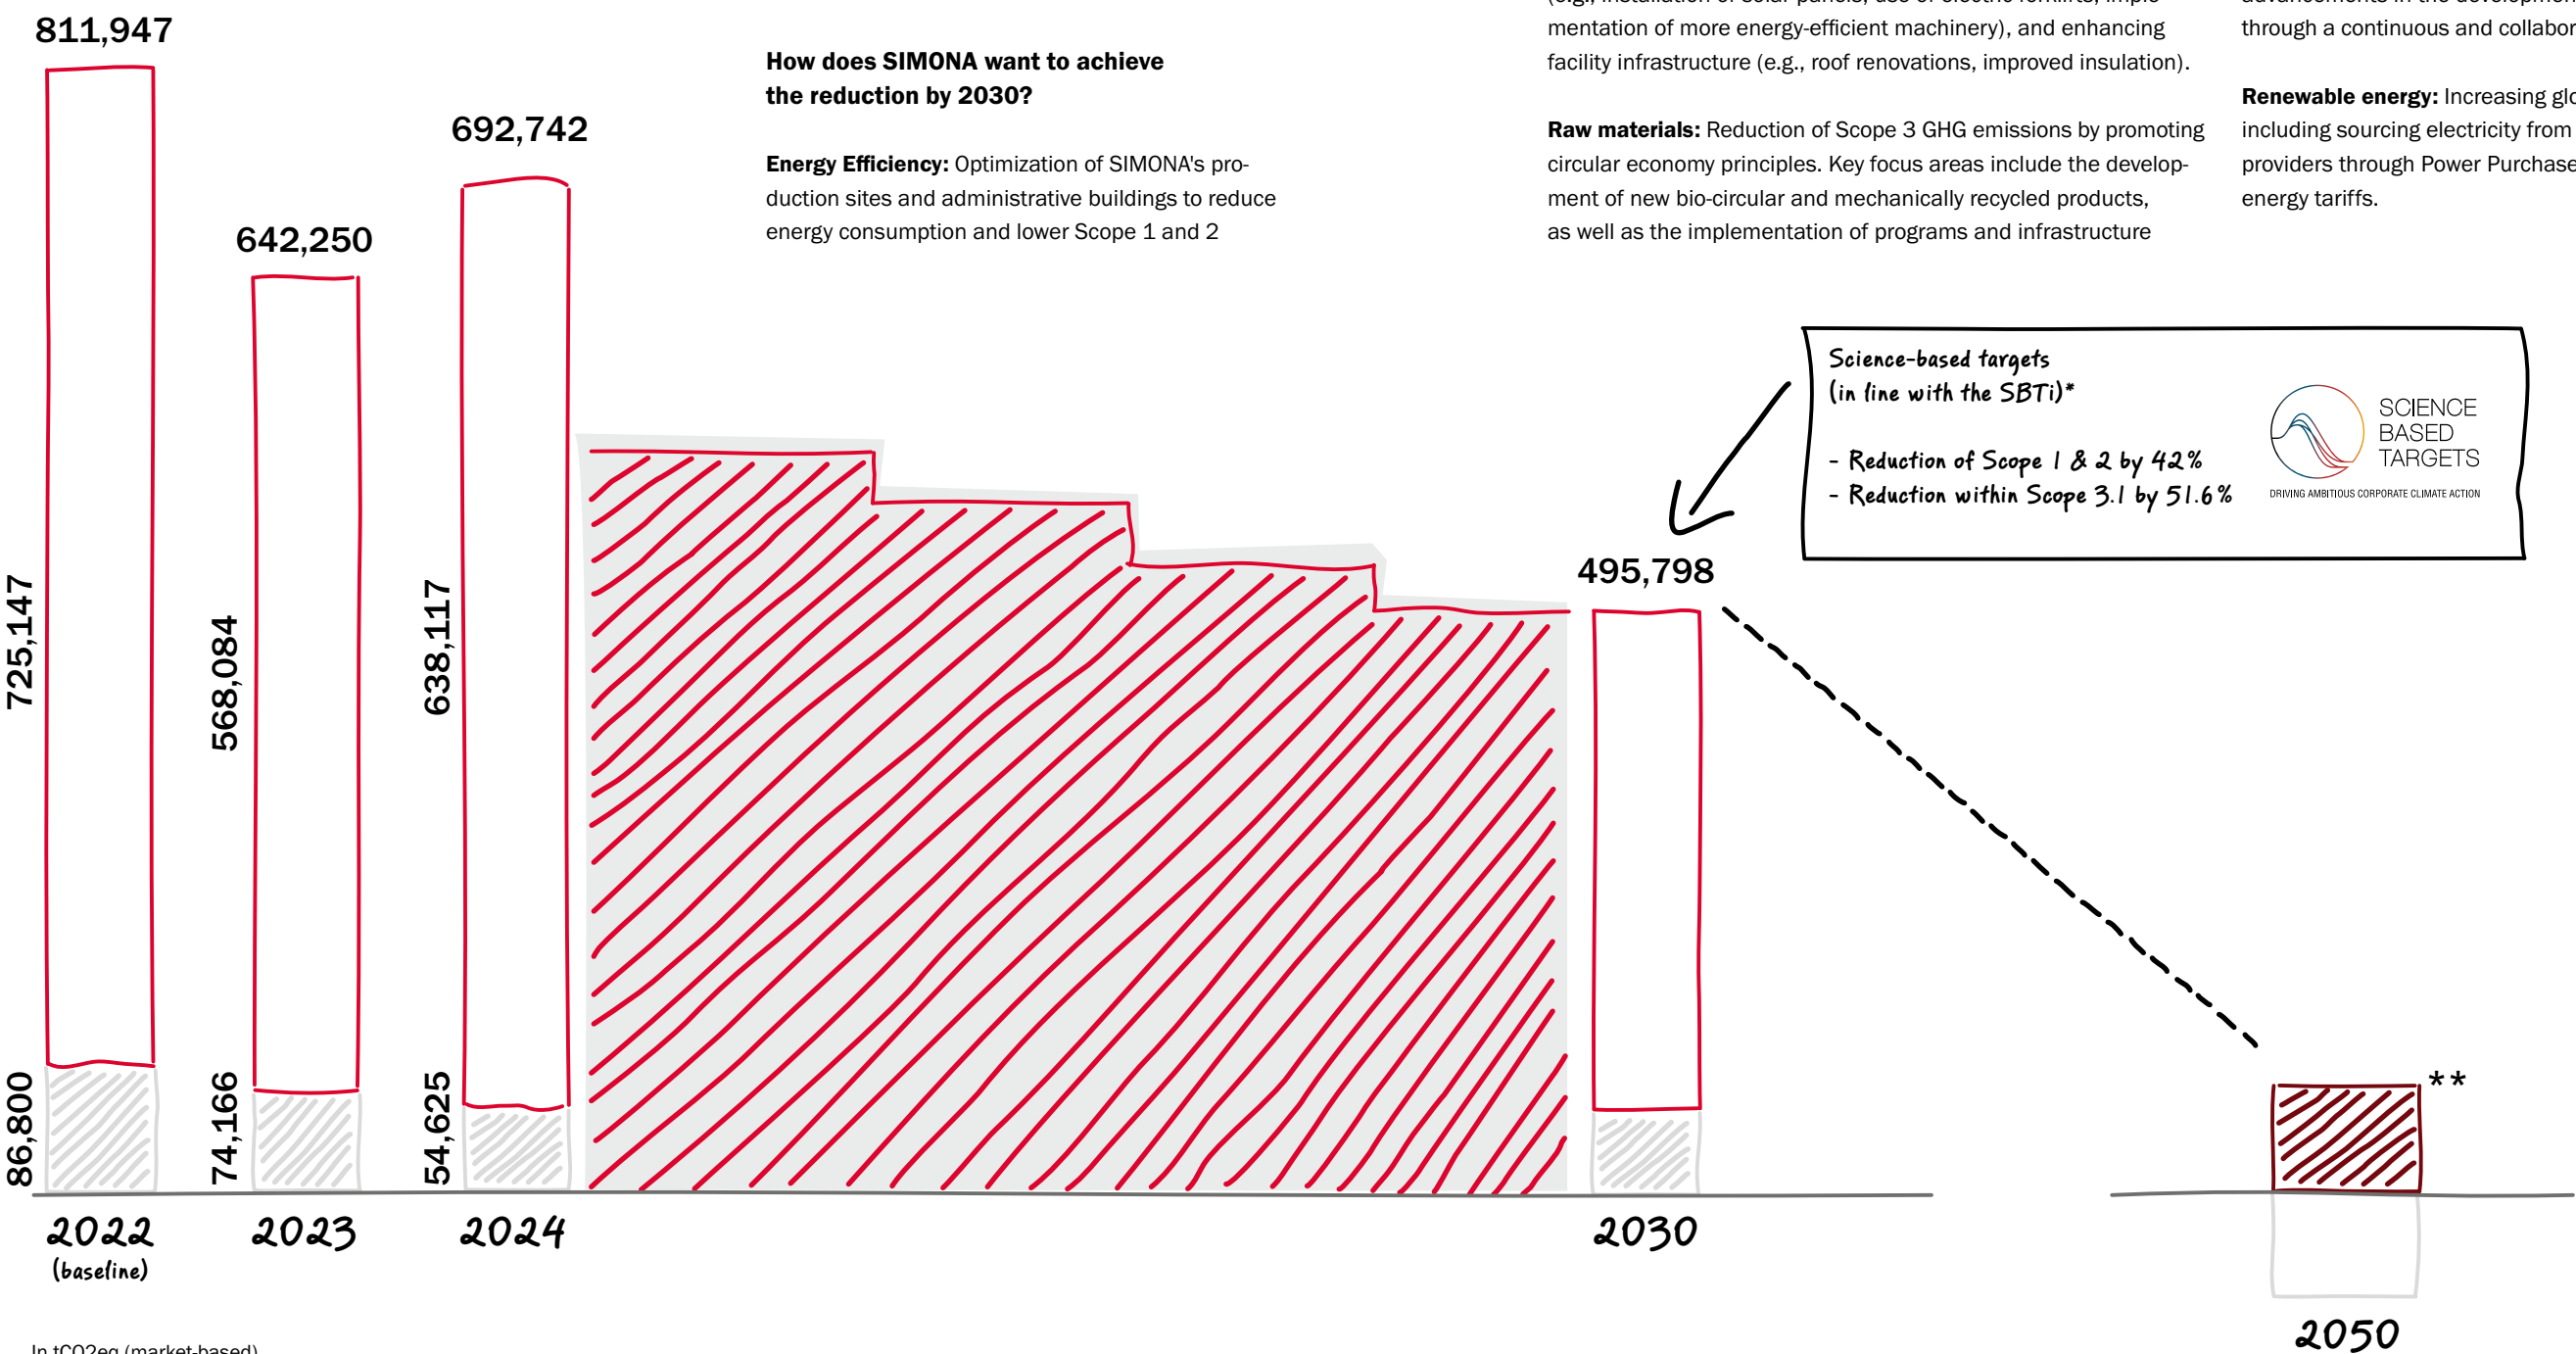 811,947
725,147
86,800
642,250
568,084
74,166
692,742
638,117
54,625
How does SIMONA want to achieve
the reduction by 2030?
Energy Efficiency: Optimization of SIMONA's pro-
duction sites and administrative buildings to reduce
energy consumption and lower Scope 1 and 2
mentation of more energy-efficient machinery), and enhancing
facility infrastructure (e.g., roof renovations, improved insulation).
Raw materials: Reduction of Scope 3 GHG emissions by promoting
circular economy principles. Key focus areas include the develop-
ment of new bio-circular and mechanically recycled products,
as well as the implementation of programs and infrastructure
through a continuous and collabor
Renewable energy: Increasing glo
including sourcing electricity from
providers through Power Purchase
energy tariffs.
Science-based targets
(in line with the SBTi)*
- Reduction of Scope 1 & 2 by 42%
- Reduction within Scope 3.1 by 51.6%
SCIENCE
BASED
TARGETS
DRIVING AMBITIOUS CORPORATE CLIMATE ACTION
495,798
**
2022
(baseline)
2023
2024
2030
2050
In tCO2eq (market-based)